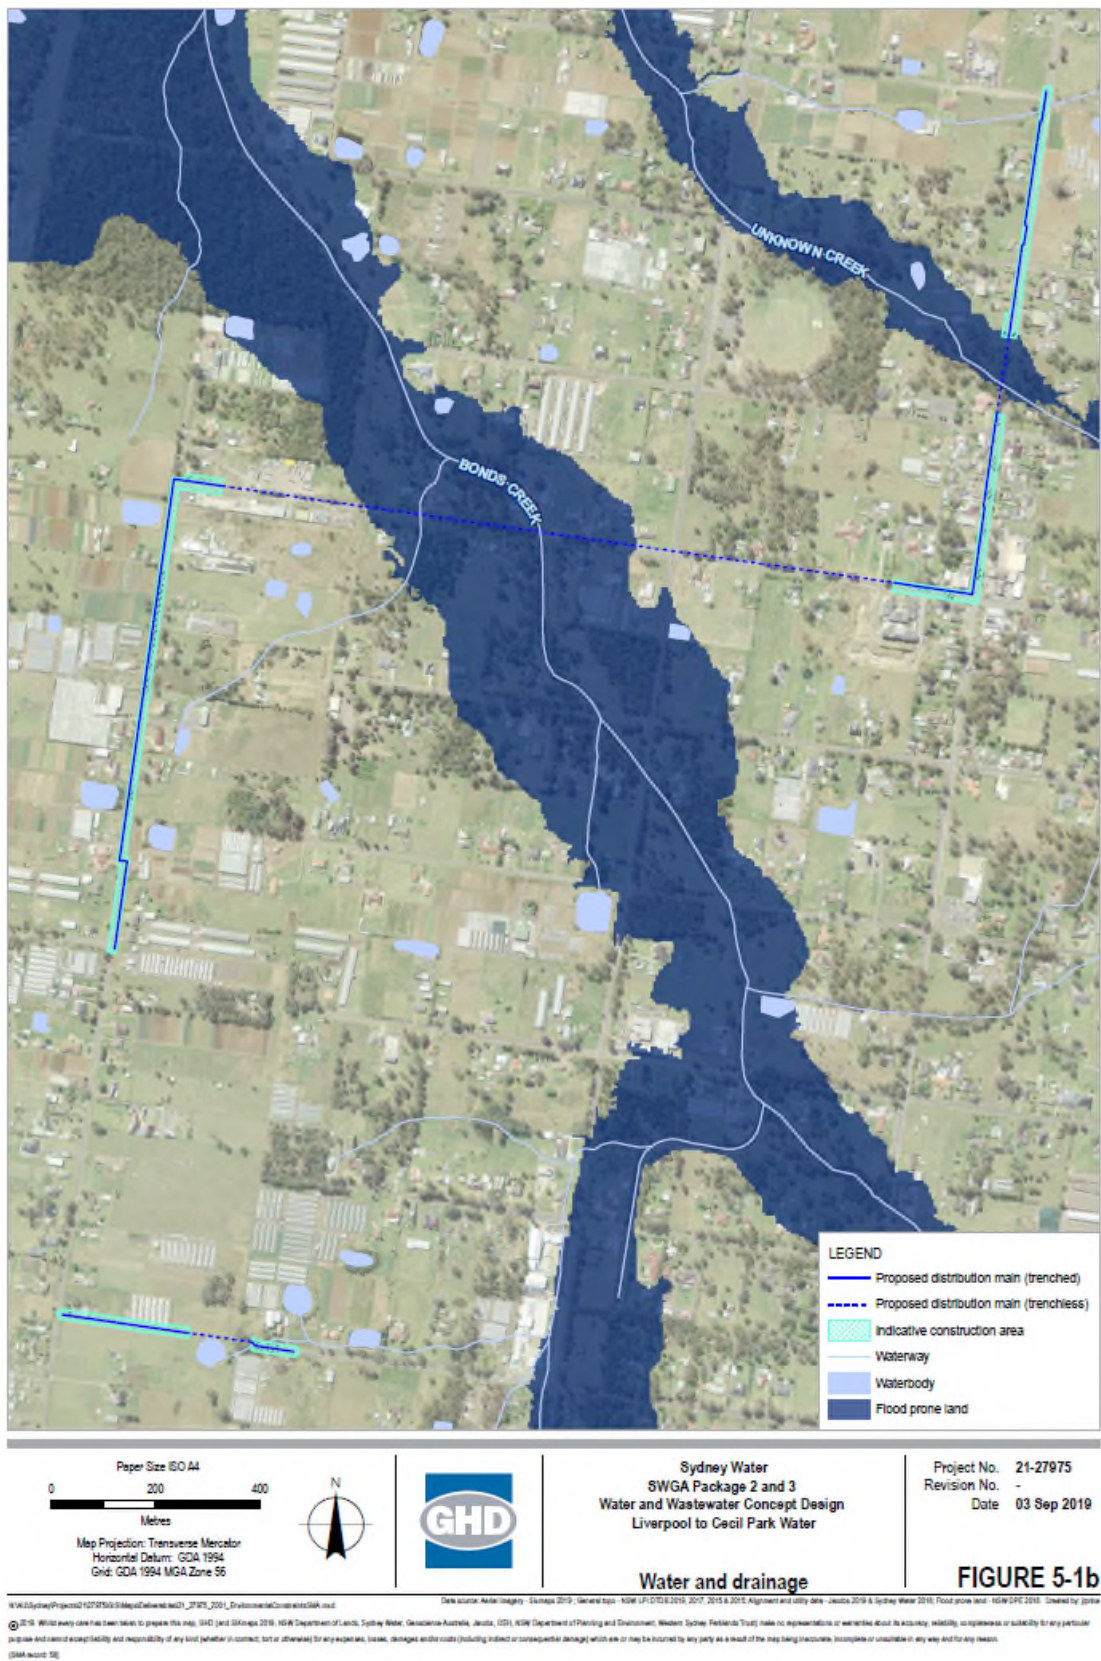 UNKNOWN CREEK
BONDS CREEK
LEGEND
Proposed distribution main (trenched)
Proposed distribution main (trenchless)
Indicative construction area
Waterway
Waterbody
Flood prone land
Paper Size ISO A4
0 200 400
Metres
Map Projection: Transverse Mercator
Horizontal Datum: GDA 1994
Grid: GDA 1994 MGA Zone 56
N
GHD
Sydney Water
SWGA Package 2 and 3
Water and Wastewater Concept Design
Liverpool to Cecil Park Water
Water and drainage
Project No. 21-27975
Revision No. -
Date 03 Sep 2019
FIGURE 5-1b